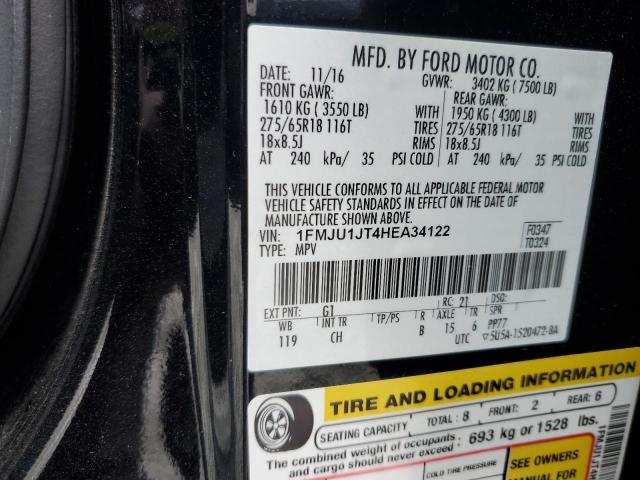 MFD. BY FORD MOTOR CO.
DATE: 11/16 GVWR: 3402 KG ( 7500 LB)
FRONT GAWR: REAR GAWR:
1610 KG ( 3550 LB) WITH 1950 KG ( 4300 LB) WITH
275/65R18 116T TIRES 275/65R18 116T TIRES
18x8.5J RIMS 18x8.5J RIMS
AT 240 kPa/ 35 PSI COLD AT 240 kPa/ 35 PSI COLD
THIS VEHICLE CONFORMS TO ALL APPLICABLE FEDERAL MOTOR
VEHICLE SAFETY STANDARDS IN EFFECT ON THE DATE OF
MANUFACTURE SHOWN ABOVE.
VIN: 1FMJU1JT4HEA34122 F0347
TYPE: MPV T0324
EXT PNT: G1 RC: 21 DSO:
WB INT TR TP/PS R AXLE TR SPR
119 CH B 15 6 PP77
UTC 5U5A-1520472-BA
TIRE AND LOADING INFORMATION
SEATING CAPACITY TOTAL: 8 FRONT: 2 REAR: 6
The combined weight of occupants and cargo should never exceed: 693 kg or 1528 lbs.
COLD TIRE PRESSURE SEE OWNERS
MANUAL FOR